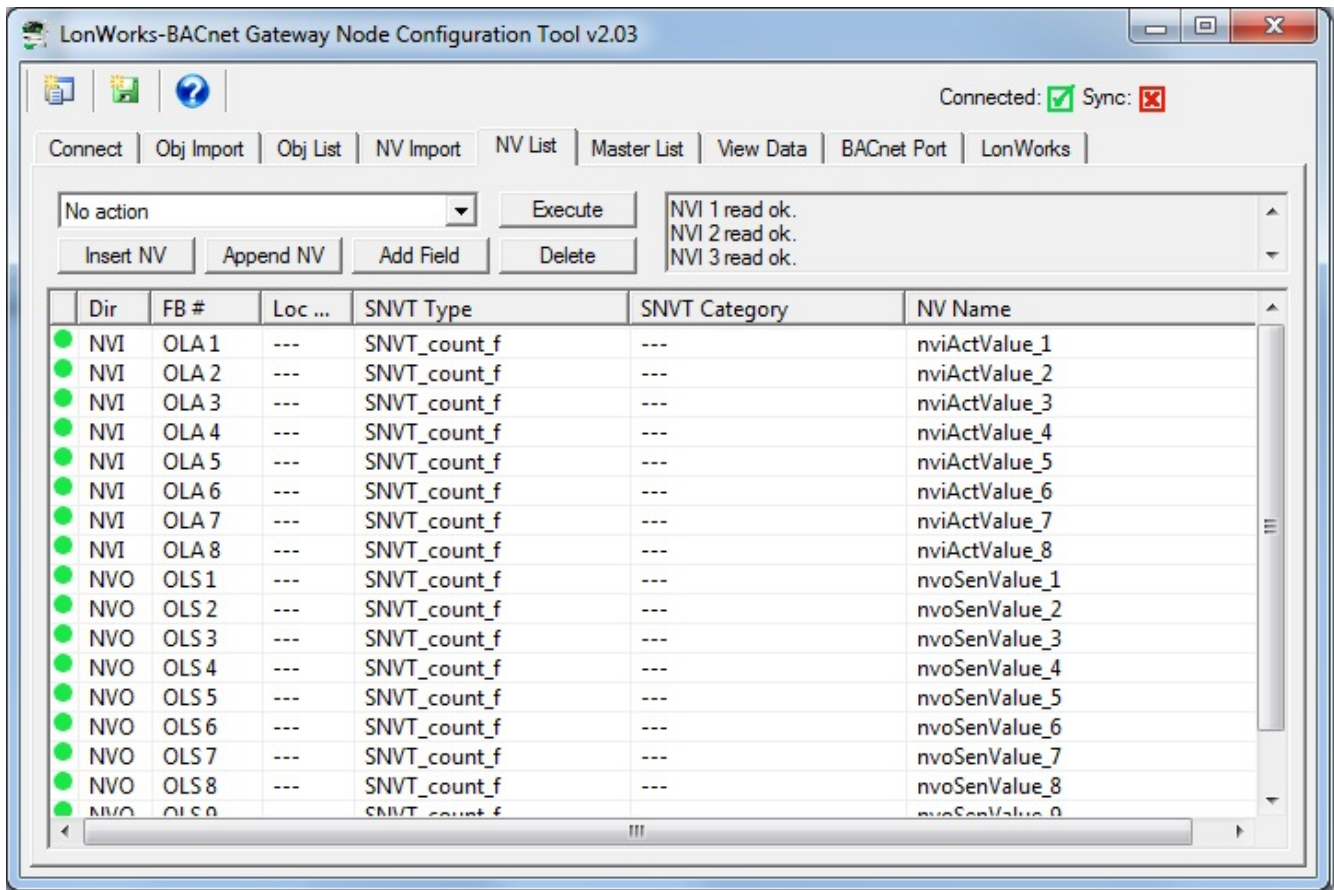 LonWorks-BACnet Gateway Node Configuration Tool v2.03
Connected: Sync:
Connect Obj Import Obj List NV Import NV List Master List View Data BACnet Port LonWorks
No action Execute NVI 1 read ok.
NVI 2 read ok.
Insert NV Append NV Add Field Delete NVI 3 read ok.
Dir FB # Loc ... SNVT Type SNVT Category NV Name
NVI OLA 1 --- SNVT_count_f --- nviActValue_1
NVI OLA 2 --- SNVT_count_f --- nviActValue_2
NVI OLA 3 --- SNVT_count_f --- nviActValue_3
NVI OLA 4 --- SNVT_count_f --- nviActValue_4
NVI OLA 5 --- SNVT_count_f --- nviActValue_5
NVI OLA 6 --- SNVT_count_f --- nviActValue_6
NVI OLA 7 --- SNVT_count_f --- nviActValue_7
NVI OLA 8 --- SNVT_count_f --- nviActValue_8
NVO OLS 1 --- SNVT_count_f --- nvoSenValue_1
NVO OLS 2 --- SNVT_count_f --- nvoSenValue_2
NVO OLS 3 --- SNVT_count_f --- nvoSenValue_3
NVO OLS 4 --- SNVT_count_f --- nvoSenValue_4
NVO OLS 5 --- SNVT_count_f --- nvoSenValue_5
NVO OLS 6 --- SNVT_count_f --- nvoSenValue_6
NVO OLS 7 --- SNVT_count_f --- nvoSenValue_7
NVO OLS 8 --- SNVT_count_f --- nvoSenValue_8
NVO OLS 9 SNVT_count_f nvoSenValue_9